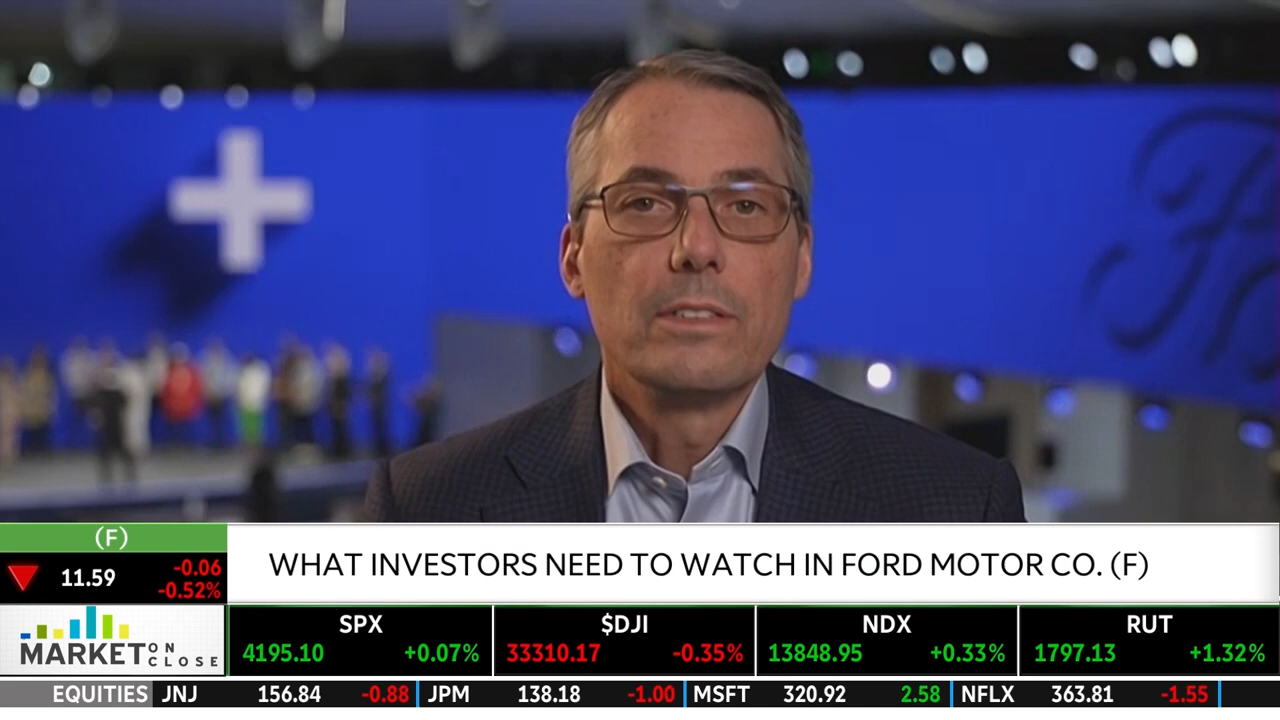 (F)
11.59 -0.06
-0.52%
WHAT INVESTORS NEED TO WATCH IN FORD MOTOR CO. (F)
MARKET ON CLOSE
SPX
4195.10 +0.07%
$DJI
33310.17 -0.35%
NDX
13848.95 +0.33%
RUT
1797.13 +1.32%
EQUITIES JNJ 156.84 -0.88 JPM 138.18 -1.00 MSFT 320.92 2.58 NFLX 363.81 -1.55